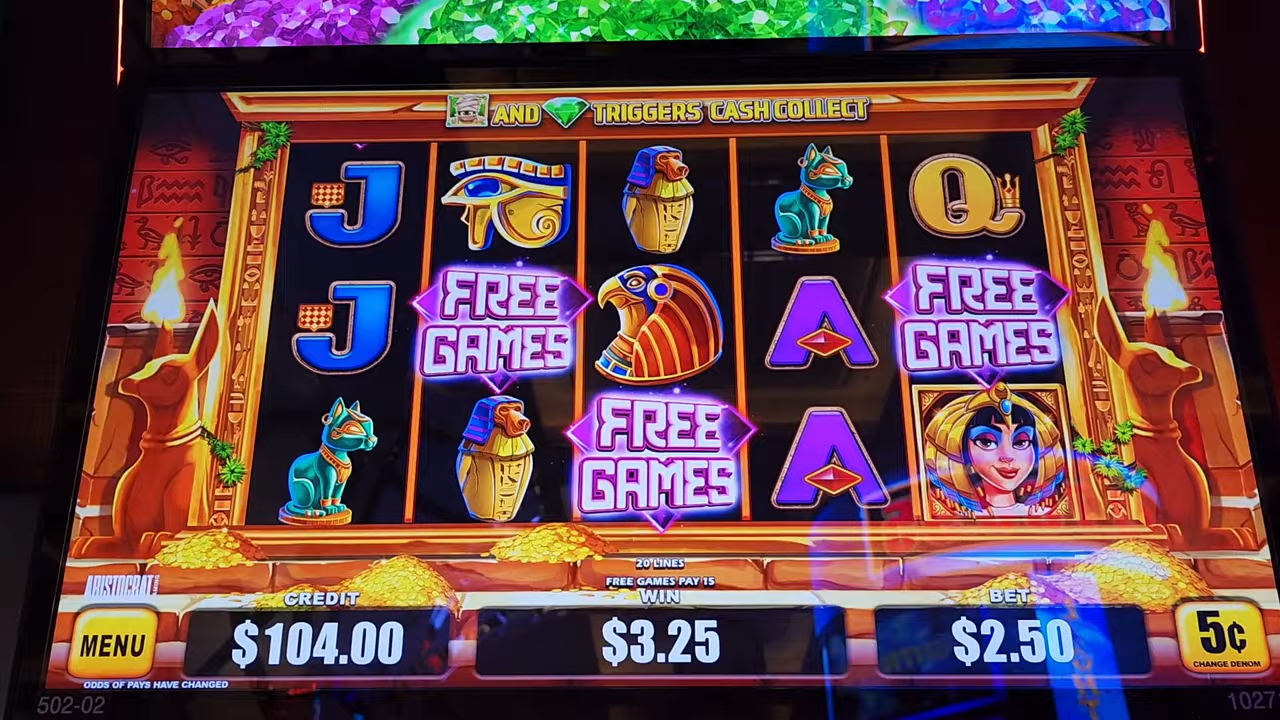 AND TRIGGERS CASH COLLECT
J
Q
J
FREE
GAMES
A
FREE
GAMES
FREE
GAMES
A
20 LINES
FREE GAMES PAY 15
ARISTOCRAT
CREDIT
WIN
BET
MENU
$104.00
$3.25
$2.50
5¢
CHANGE DENOM
ODDS OF PAYS HAVE CHANGED
502-02
1027